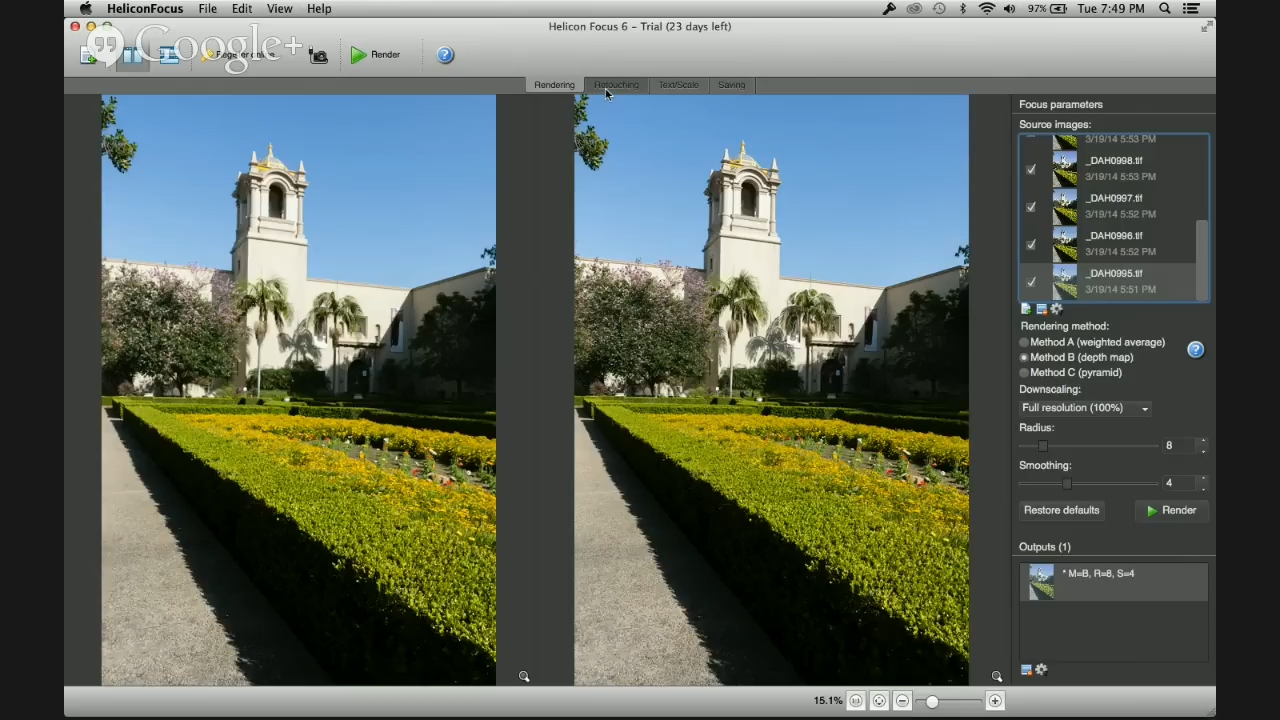 HeliconFocus File Edit View Help
97% Tue 7:49 PM
Helicon Focus 6 – Trial (23 days left)
Google+
Render
Rendering Retouching Text/Scale Saving
Focus parameters
Source images:
3/19/14 5:53 PM
_DAH0998.tif
3/19/14 5:53 PM
_DAH0997.tif
3/19/14 5:52 PM
_DAH0996.tif
3/19/14 5:52 PM
_DAH0995.tif
3/19/14 5:51 PM
Rendering method:
Method A (weighted average)
Method B (depth map)
Method C (pyramid)
Downscaling:
Full resolution (100%)
Radius:
8
Smoothing:
4
Restore defaults
Render
Outputs (1)
* M=B, R=8, S=4
15.1%